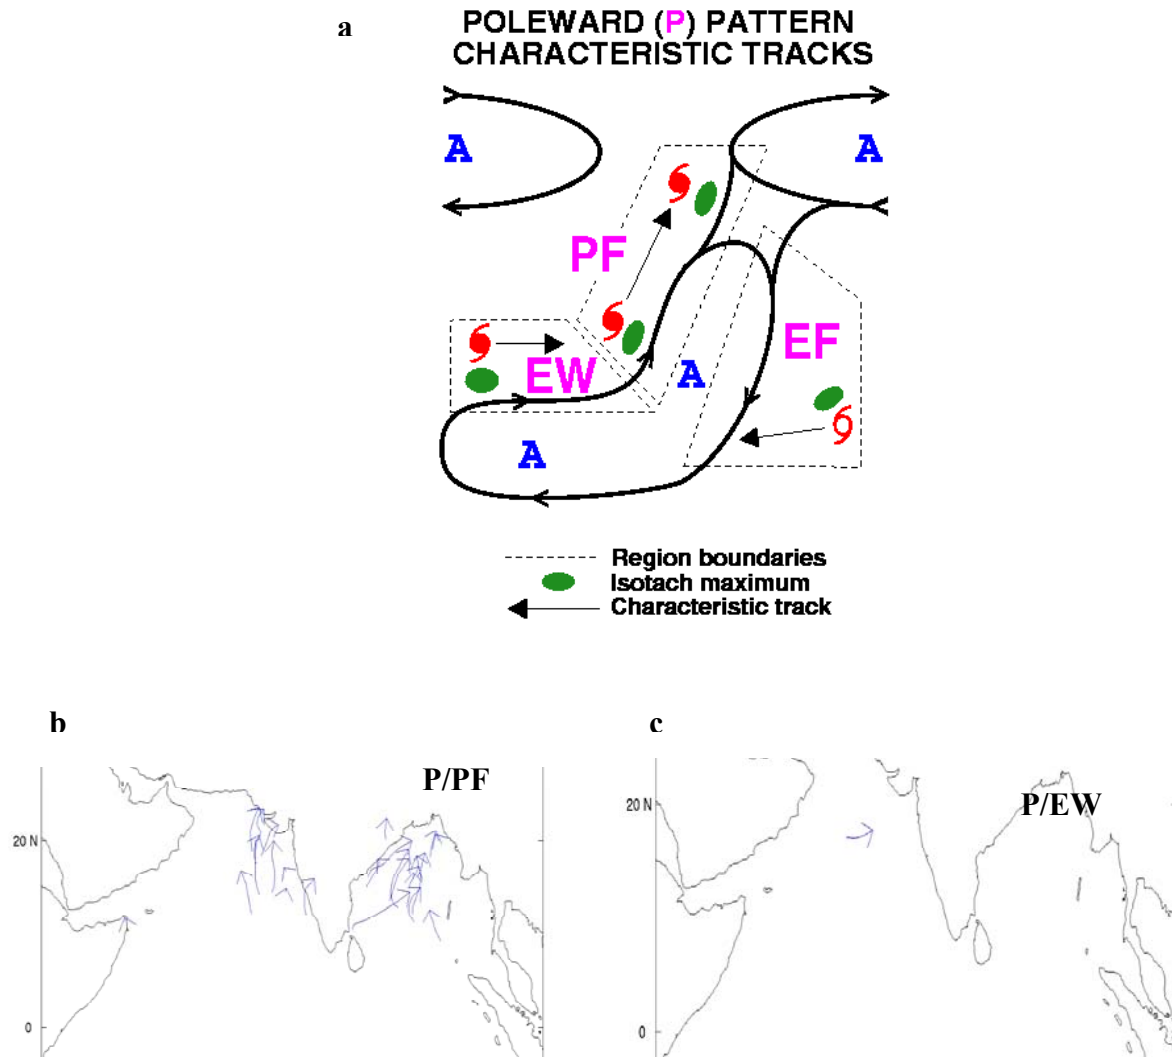 a
POLEWARD (P) PATTERN
CHARACTERISTIC TRACKS
A
A
PF
EF
EW
A
A
Region boundaries
Isotach maximum
Characteristic track
b
c
P/PF
P/EW
20 N
20 N
0
0